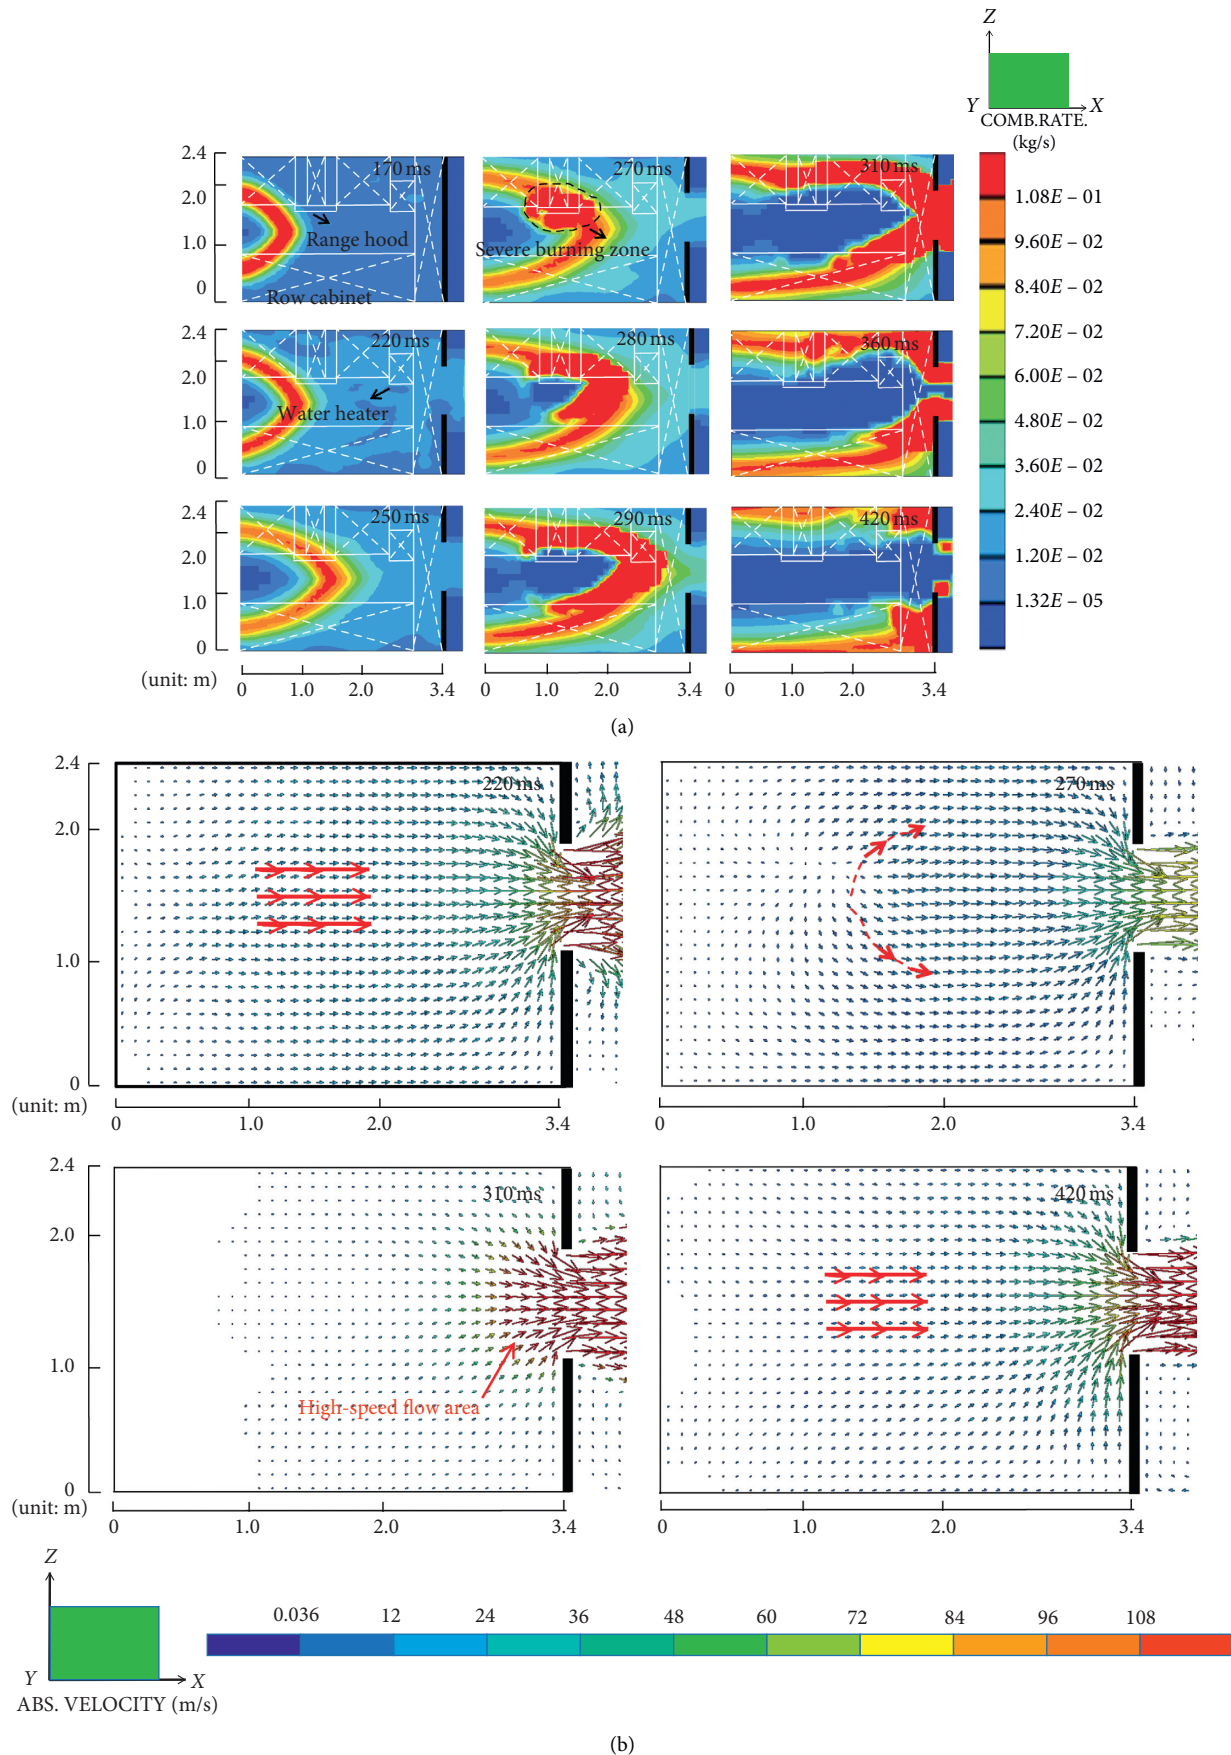 Z
Y
X
COMB.RATE.
(kg/s)
2.4
2.0
1.0
0
170 ms
Range hood
Row cabinet
270 ms
Severe burning zone
310 ms
1.08E – 01
9.60E – 02
8.40E – 02
7.20E – 02
6.00E – 02
4.80E – 02
3.60E – 02
2.40E – 02
1.20E – 02
1.32E – 05
2.4
2.0
1.0
0
220 ms
Water heater
280 ms
360 ms
2.4
2.0
1.0
0
250 ms
290 ms
420 ms
(unit: m)
0 1.0 2.0 3.4
0 1.0 2.0 3.4
0 1.0 2.0 3.4
(a)
2.4
2.0
1.0
0
220 ms
270 ms
(unit: m)
0 1.0 2.0 3.4
0 1.0 2.0 3.4
2.4
2.0
1.0
0
310 ms
High-speed flow area
420 ms
(unit: m)
0 1.0 2.0 3.4
0 1.0 2.0 3.4
Z
Y
X
ABS. VELOCITY (m/s)
0.036 12 24 36 48 60 72 84 96 108
(b)